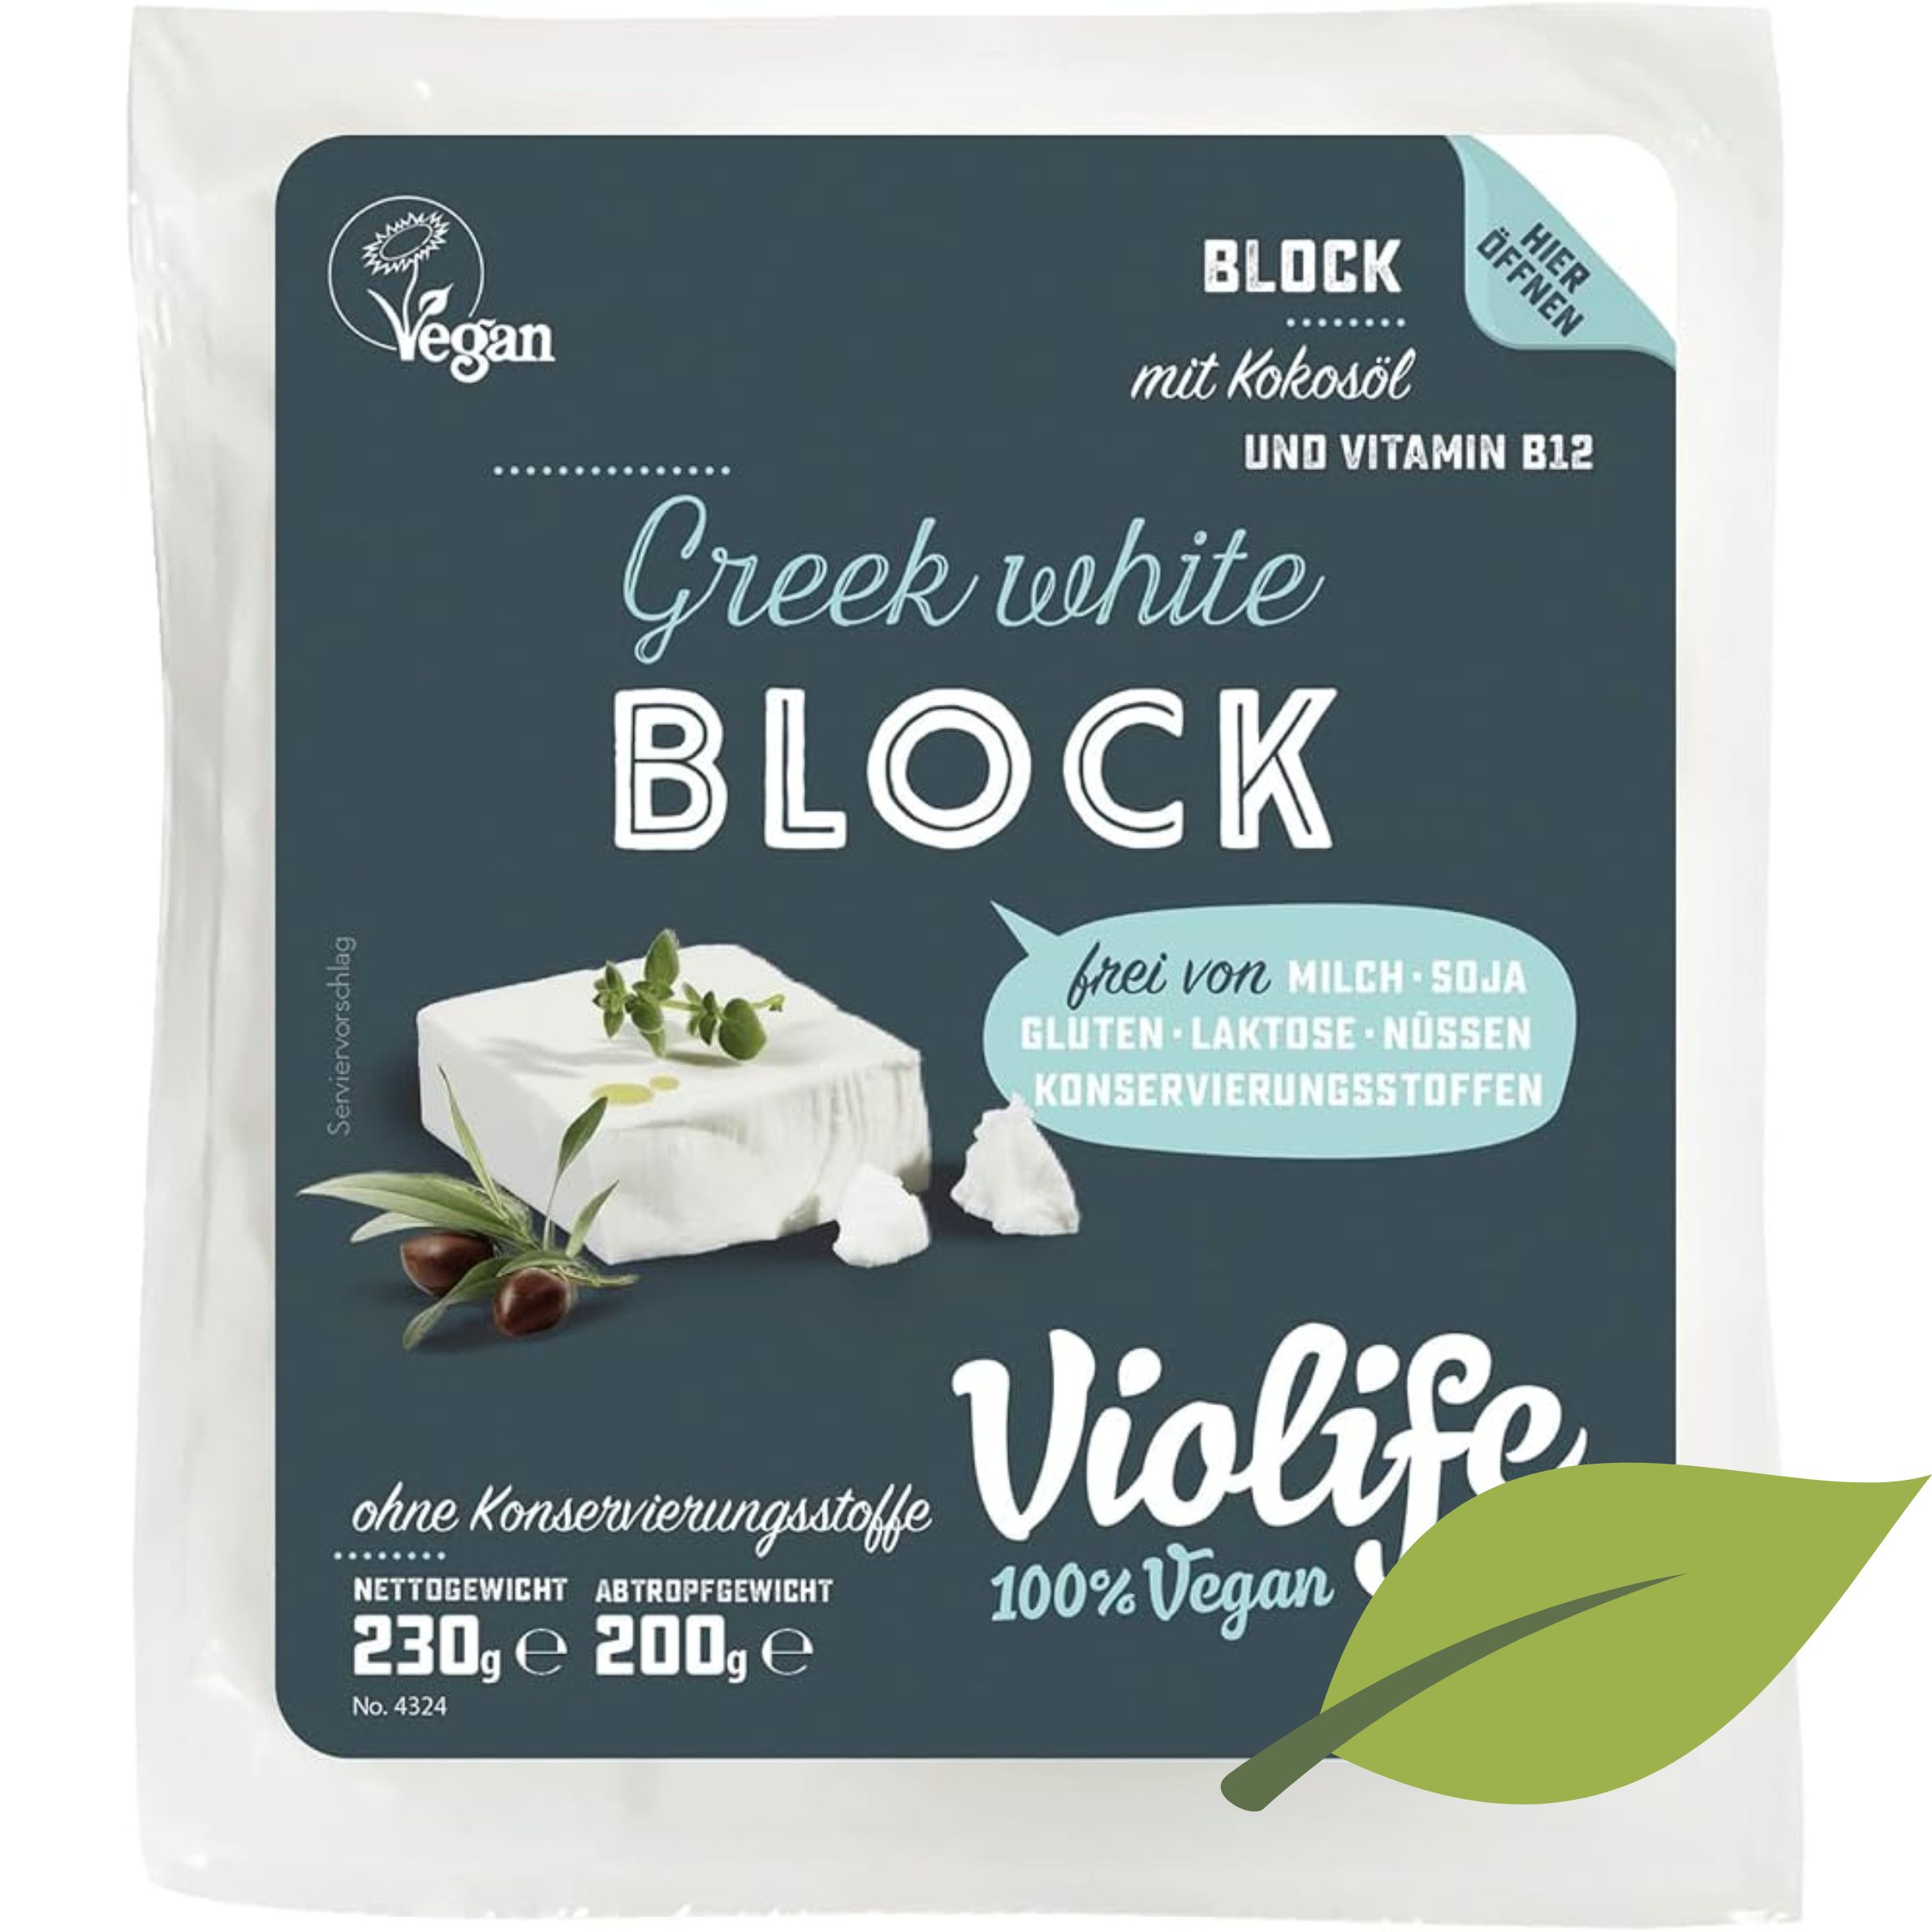 Vegan
BLOCK
mit Kokosöl
UND VITAMIN B12
HIER
ÖFFNEN
Greek white
BLOCK
frei von MILCH · SOJA
GLUTEN · LAKTOSE · NÜSSEN
KONSERVIERUNGSSTOFFEN
Serviervorschlag
Violife
100% Vegan
ohne Konservierungsstoffe
NETTOGEWICHT ABTROPFGEWICHT
230g ℮ 200g ℮
No. 4324